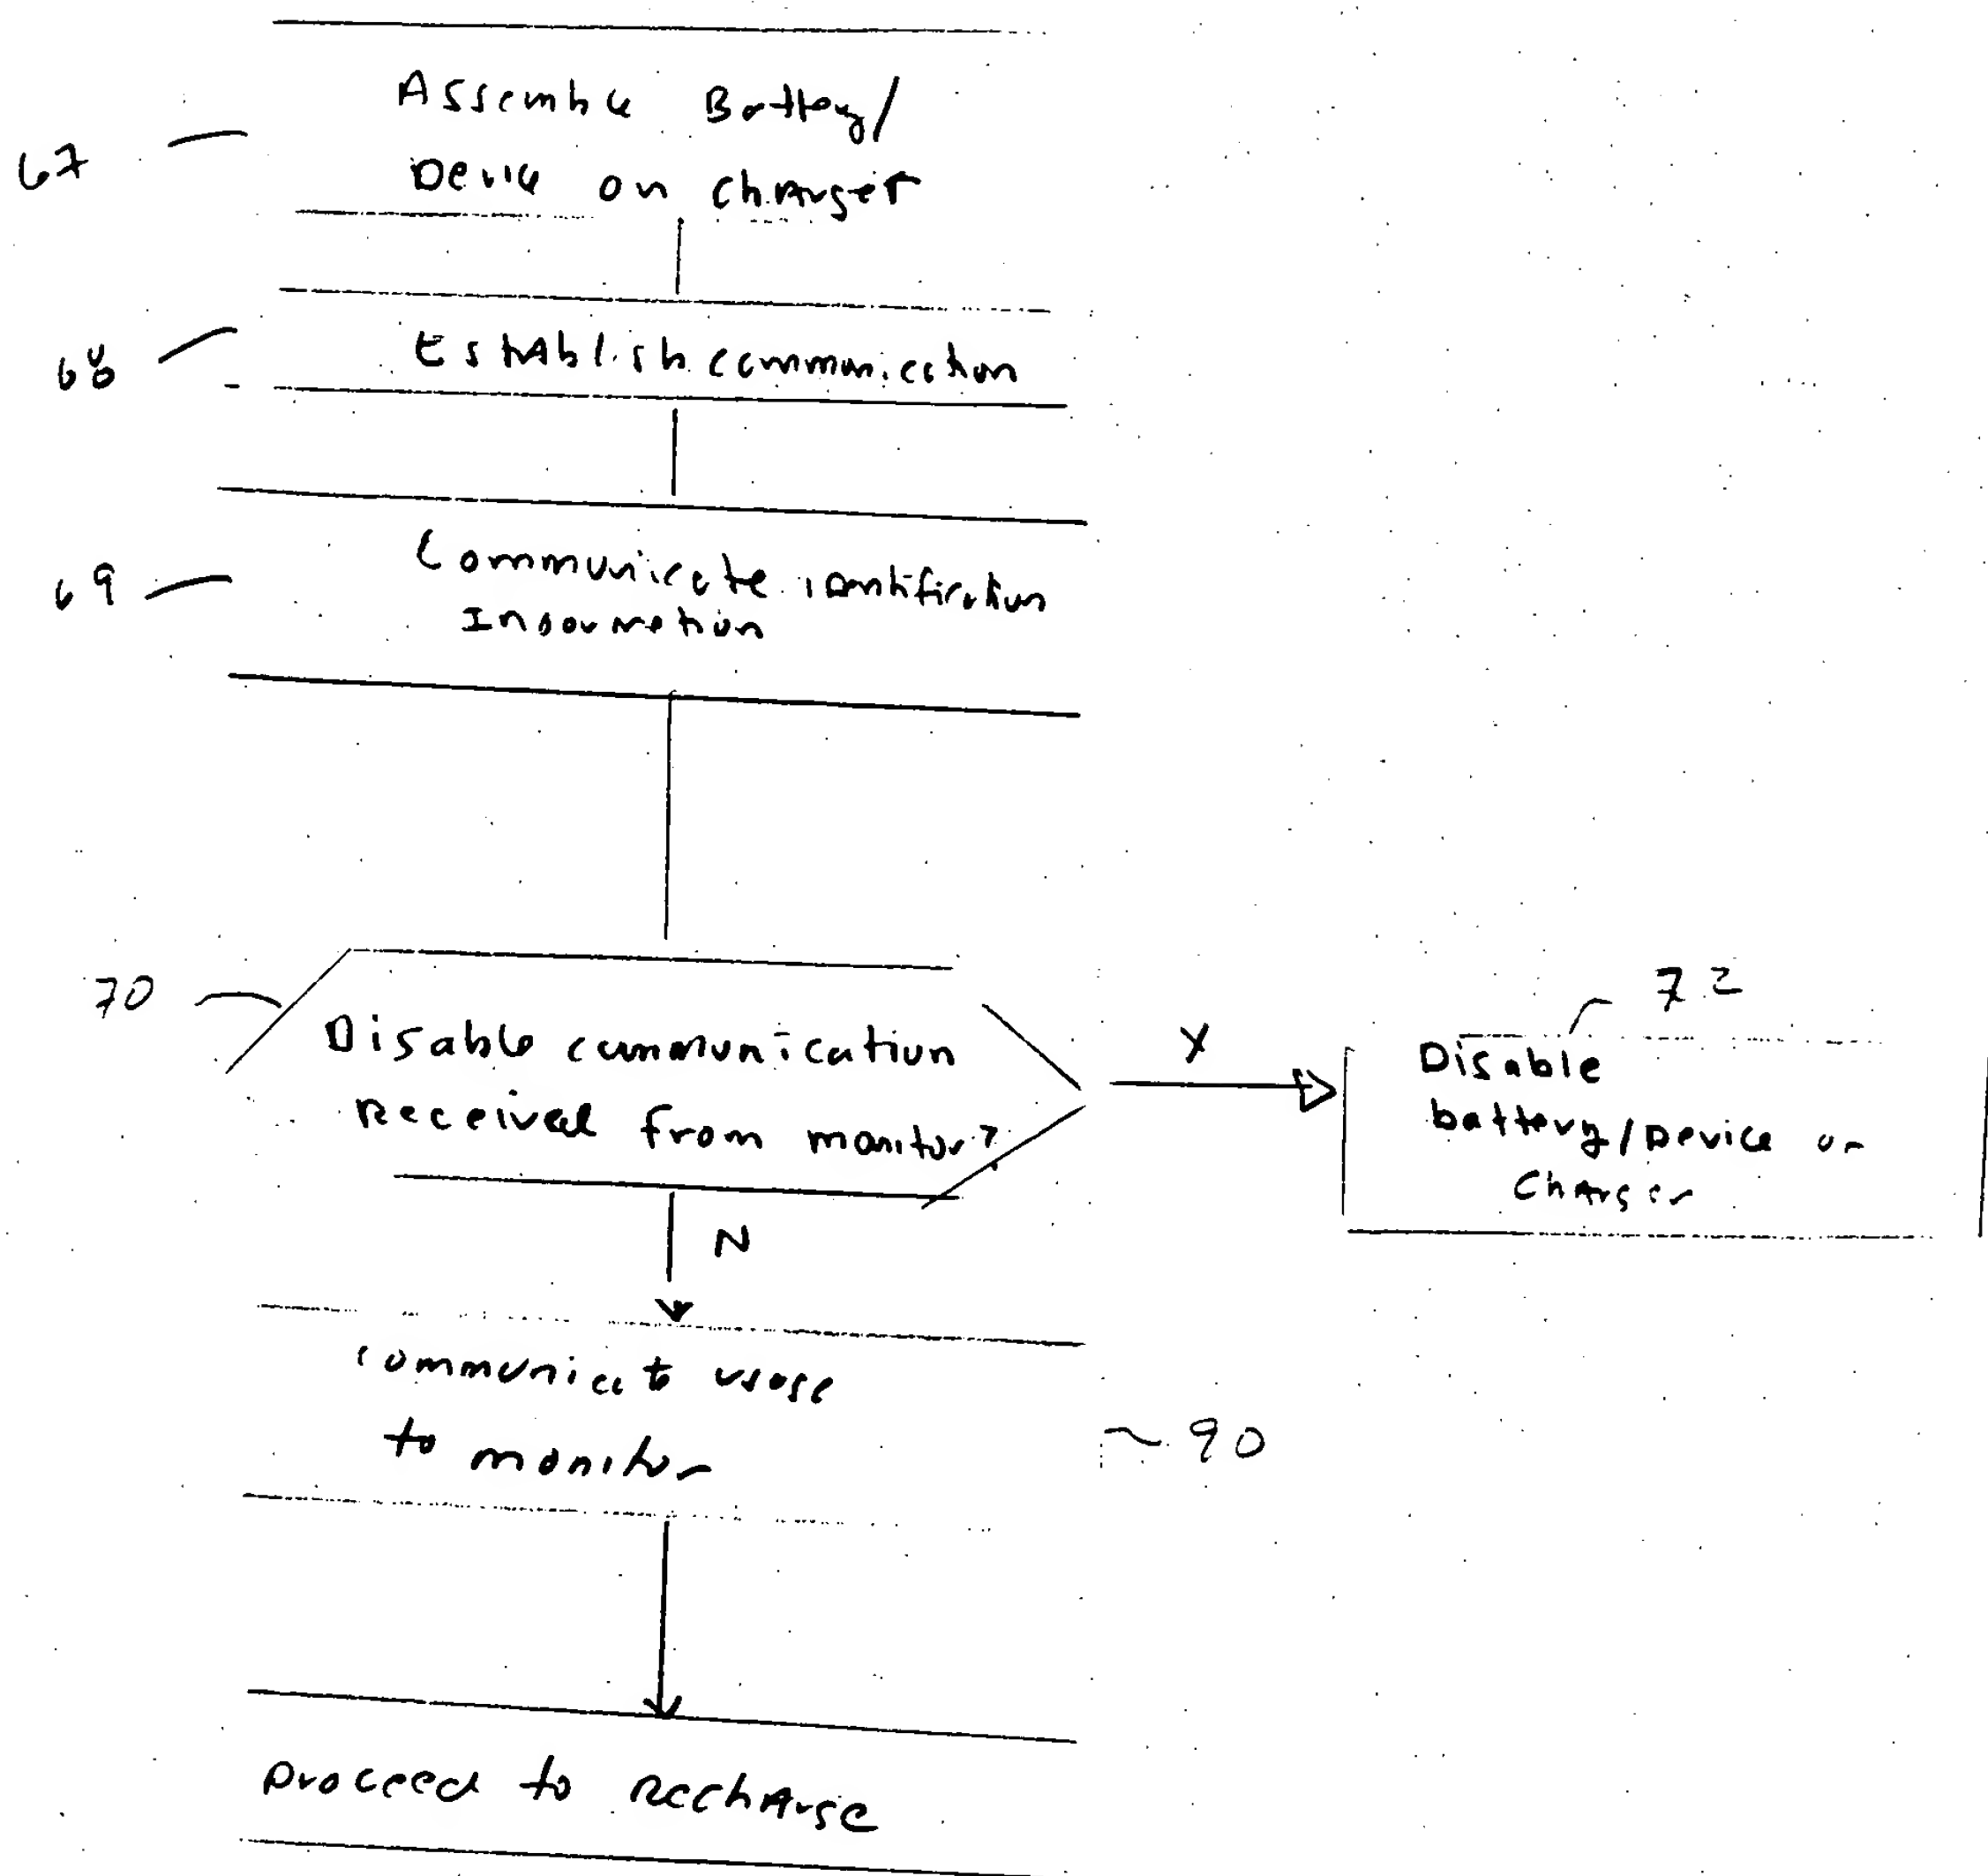 Assemble Battery/
67
Device on charger
68
Establish communication
69
Communicate identification
Information
70
Disable communication
Received from monitor?
Y
72
Disable
battery/Device or
Charger
N
Communicate usage
to monitor
~90
Proceed to Recharge